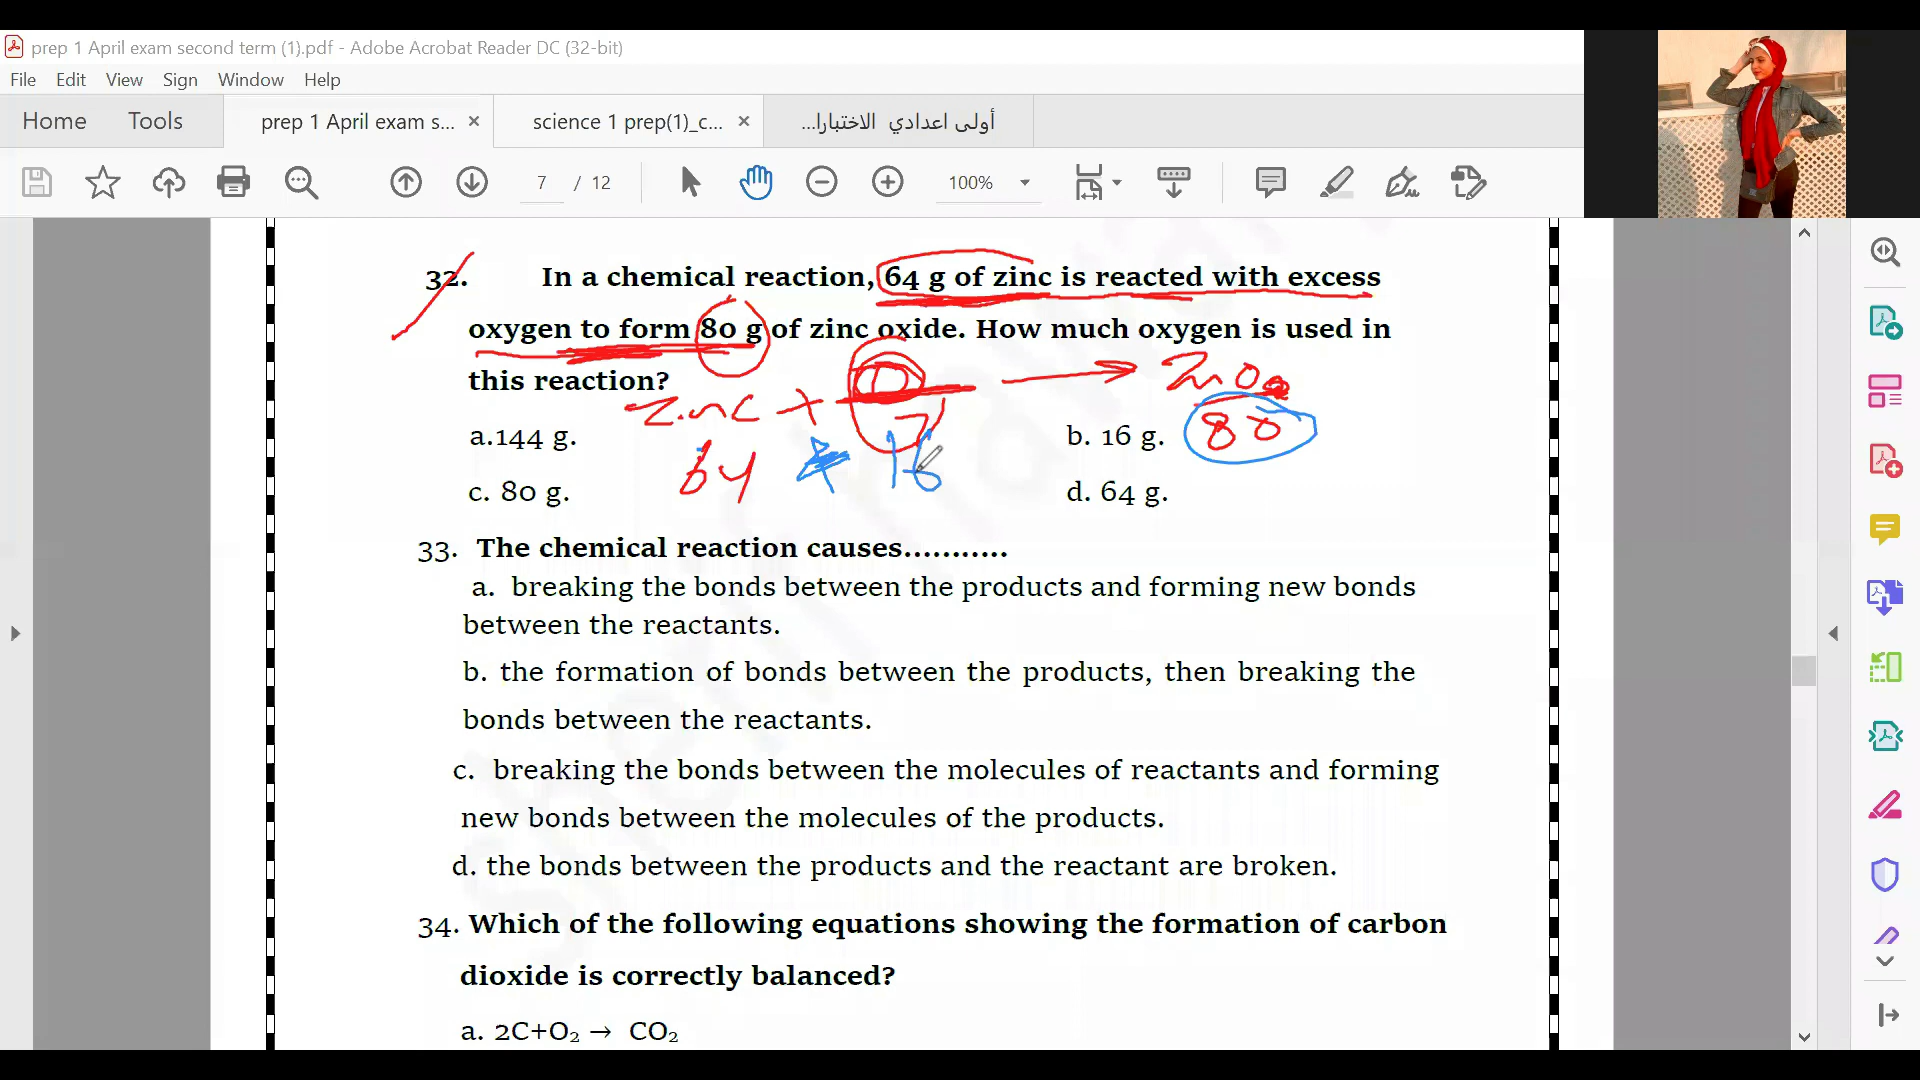 prep 1 April exam second term (1).pdf - Adobe Acrobat Reader DC (32-bit)
File Edit View Sign Window Help
Home Tools prep 1 April exam s... × science 1 prep(1)_c... × أولى اعدادي الاختبارا...
7 / 12 100%
32. In a chemical reaction, 64 g of zinc is reacted with excess
oxygen to form 80 g of zinc oxide. How much oxygen is used in
this reaction?
zinc + O → ZnO
a.144 g. b. 16 g. 80
64 + 16
c. 80 g. d. 64 g.
33. The chemical reaction causes...........
a. breaking the bonds between the products and forming new bonds
between the reactants.
b. the formation of bonds between the products, then breaking the
bonds between the reactants.
c. breaking the bonds between the molecules of reactants and forming
new bonds between the molecules of the products.
d. the bonds between the products and the reactant are broken.
34. Which of the following equations showing the formation of carbon
dioxide is correctly balanced?
a. 2C+O₂ → CO₂